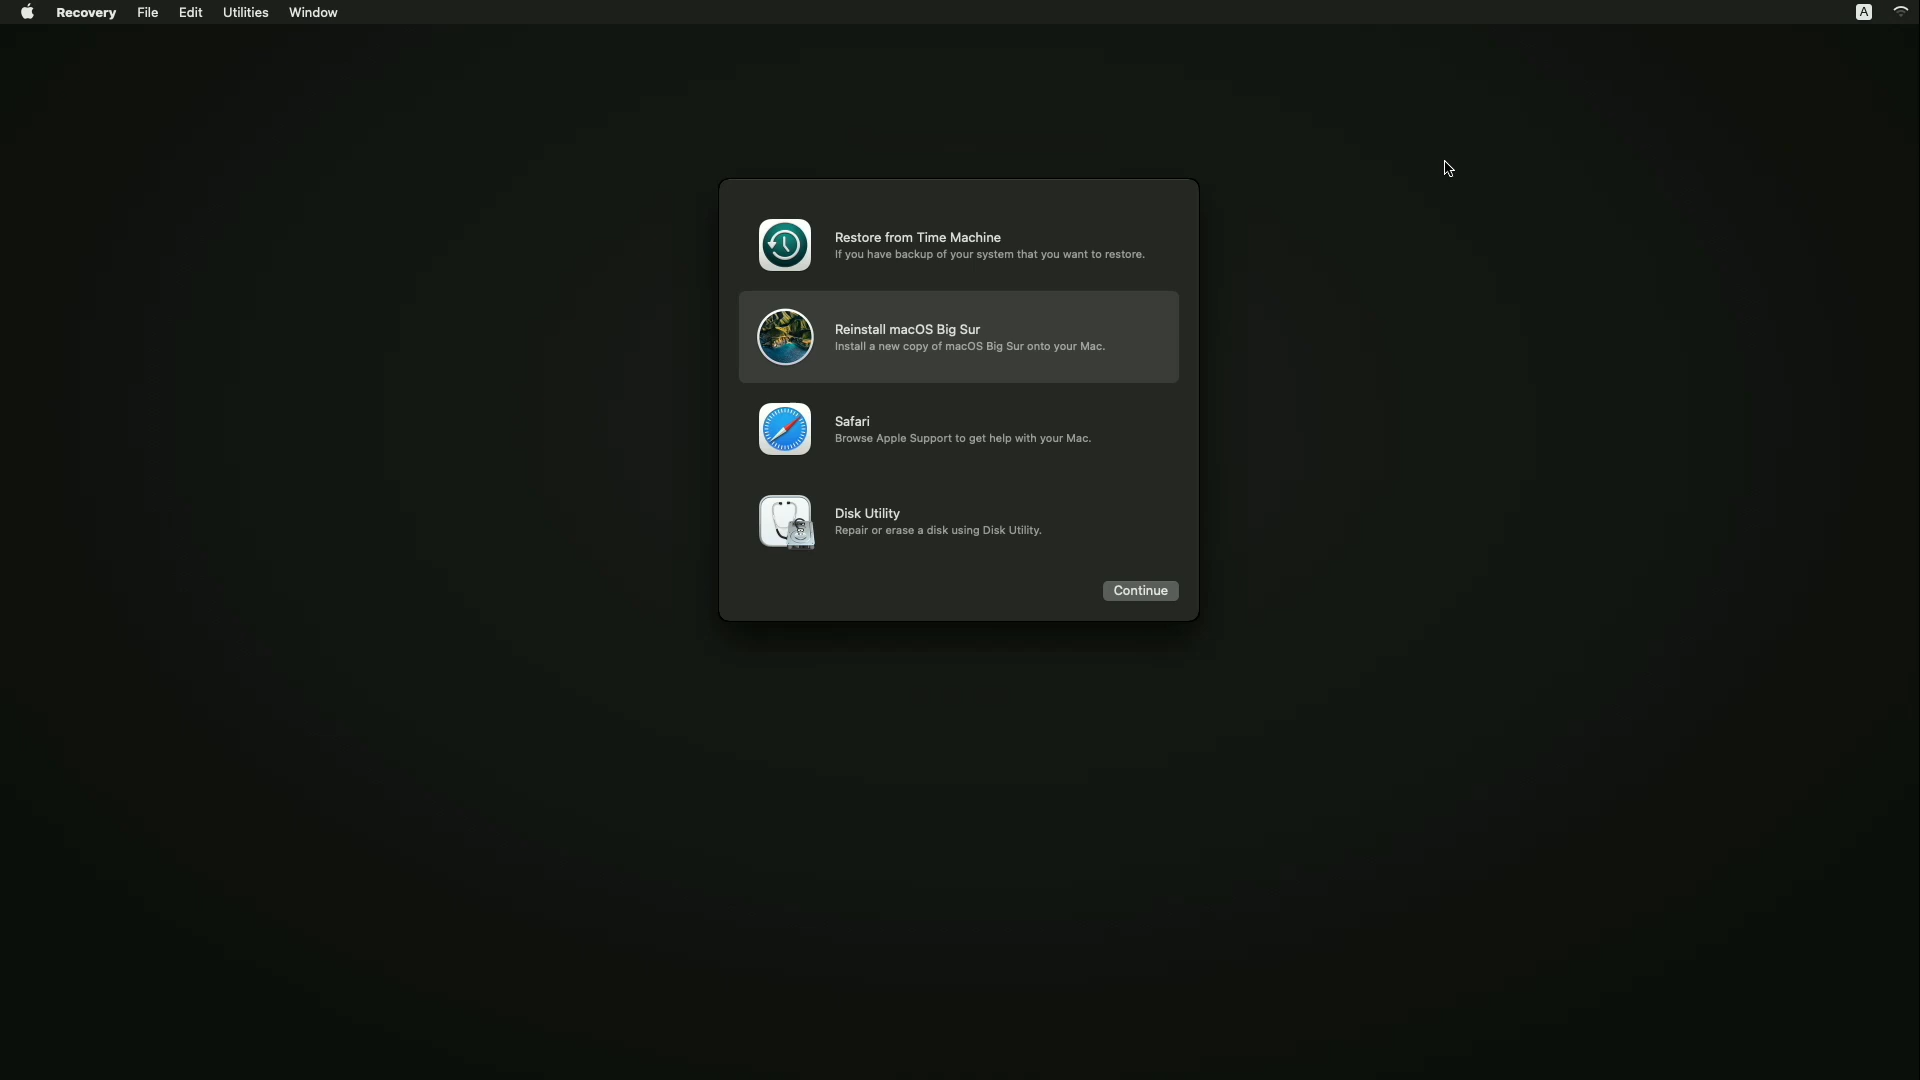 Recovery File Edit Utilities Window A
Restore from Time Machine
If you have backup of your system that you want to restore.
Reinstall macOS Big Sur
Install a new copy of macOS Big Sur onto your Mac.
Safari
Browse Apple Support to get help with your Mac.
Disk Utility
Repair or erase a disk using Disk Utility.
Continue